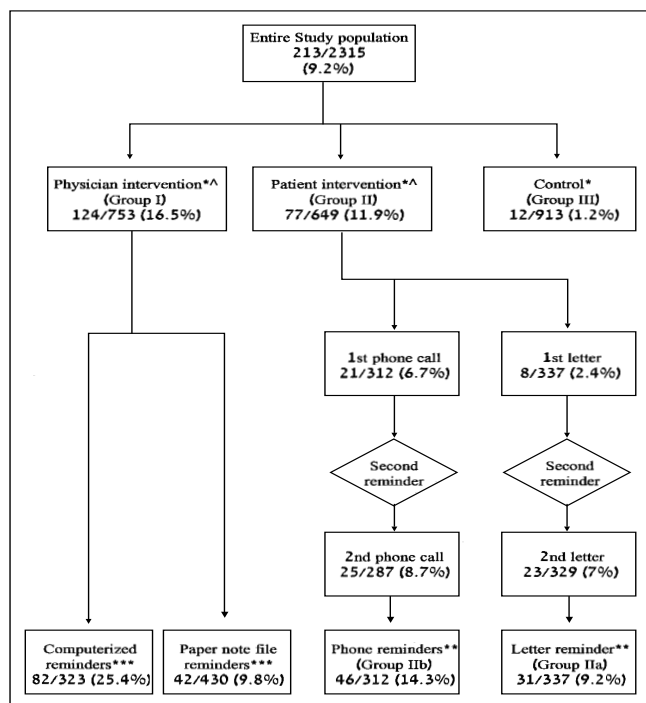 Entire Study population
213/2315
(9.2%)
Physician intervention*^
(Group I)
124/753 (16.5%)
Patient intervention*^
(Group II)
77/649 (11.9%)
Control*
(Group III)
12/913 (1.2%)
1st phone call
21/312 (6.7%)
1st letter
8/337 (2.4%)
Second
reminder
Second
reminder
2nd phone call
25/287 (8.7%)
2nd letter
23/329 (7%)
Computerized
reminders***
82/323 (25.4%)
Paper note file
reminders***
42/430 (9.8%)
Phone reminders**
(Group IIb)
46/312 (14.3%)
Letter reminder**
(Group IIa)
31/337 (9.2%)